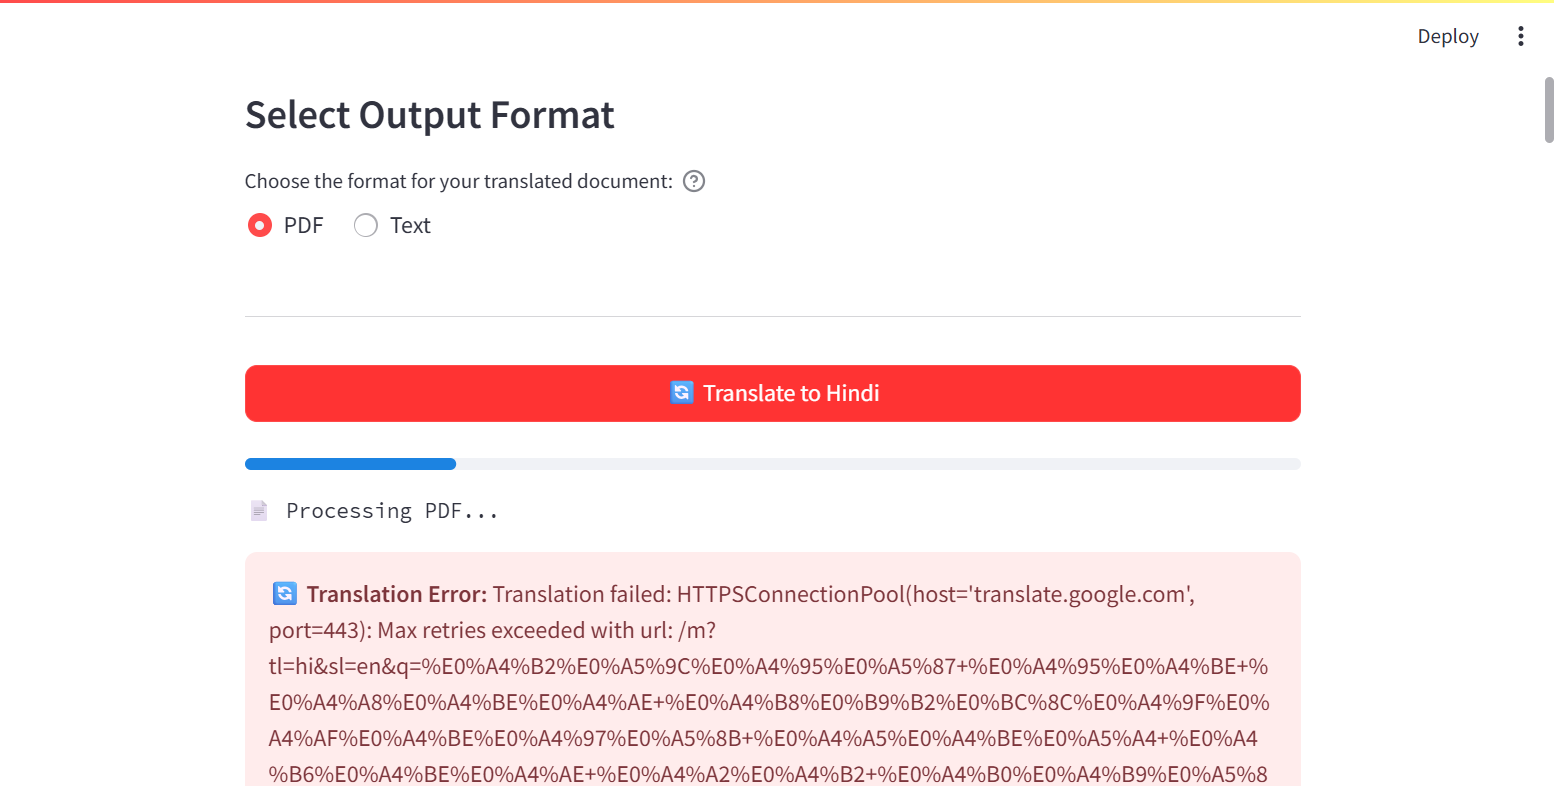 Deploy
Select Output Format
Choose the format for your translated document:
PDF
Text
Translate to Hindi
Processing PDF...
Translation Error: Translation failed: HTTPSConnectionPool(host='translate.google.com',
port=443): Max retries exceeded with url: /m?
tl=hi&sl=en&q=%E0%A4%B2%E0%A5%9C%E0%A4%95%E0%A5%87+%E0%A4%95%E0%A4%BE+%
E0%A4%A8%E0%A4%BE%E0%A4%AE+%E0%A4%B8%E0%B9%B2%E0%BC%8C%E0%A4%9F%E0%
A4%AF%E0%A4%BE%E0%A4%97%E0%A5%8B+%E0%A4%A5%E0%A4%BE%E0%A5%A4+%E0%A4
%B6%E0%A4%BE%E0%A4%AE+%E0%A4%A2%E0%A4%B2+%E0%A4%B0%E0%A4%B9%E0%A5%8